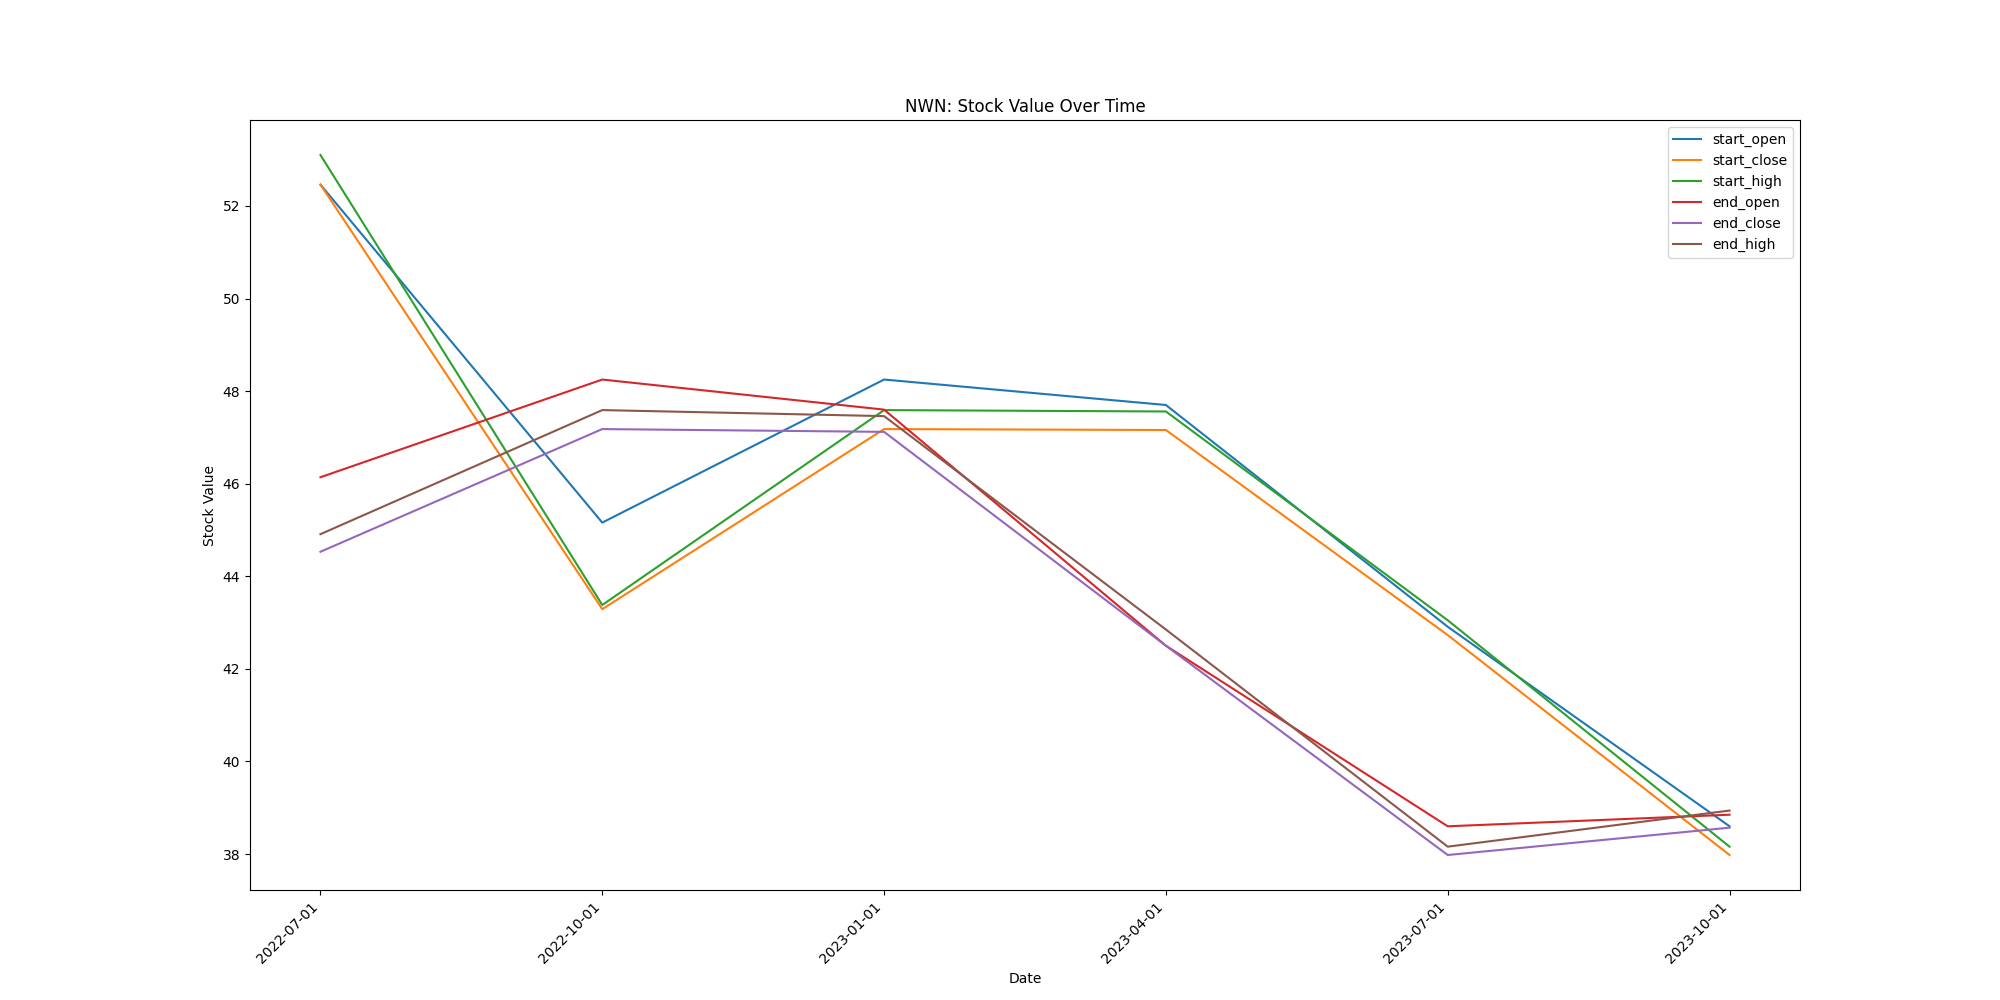 NWN: Stock Value Over Time
start_open
start_close
start_high
end_open
end_close
end_high
Stock Value
52
50
48
46
44
42
40
38
2022-07-01
2022-10-01
2023-01-01
2023-04-01
2023-07-01
2023-10-01
Date